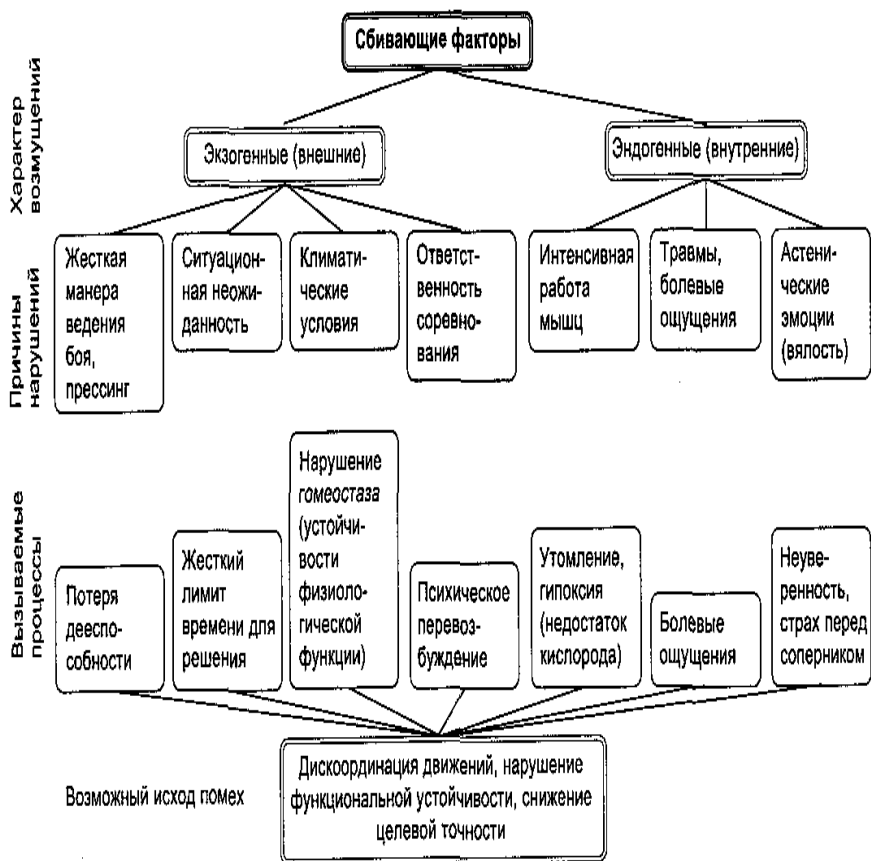 Сбивающие факторы
Характер
возмущений
Экзогенные (внешние)
Эндогенные (внутренние)
Причины
нарушений
Жесткая
манера
ведения
боя,
прессинг
Ситуацион-
ная неожи-
данность
Климати-
ческие
условия
Ответст-
венность
соревно-
вания
Интенсивная
работа
мышц
Травмы,
болевые
ощущения
Астени-
ческие
эмоции
(вялость)
Вызываемые
процессы
Потеря
дееспо-
собности
Жесткий
лимит
времени для
решения
Нарушение
гомеостаза
(устойчи-
вости
физиоло-
гической
функции)
Психическое
перевоз-
буждение
Утомление,
гипоксия
(недостаток
кислорода)
Болевые
ощущения
Неуве-
ренность,
страх перед
соперником
Возможный исход помех
Дискоординация движений, нарушение
функциональной устойчивости, снижение
целевой точности